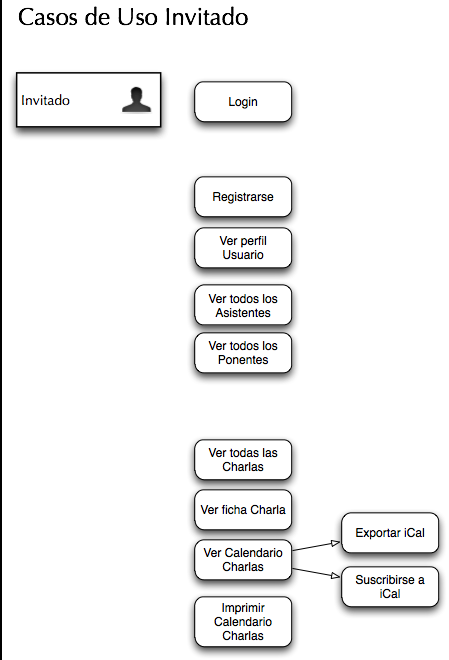 Casos de Uso Invitado
Invitado
Login
Registrarse
Ver perfil
Usuario
Ver todos los
Asistentes
Ver todos los
Ponentes
Ver todas las
Charlas
Ver ficha Charla
Ver Calendario
Charlas
Exportar iCal
Suscribirse a
iCal
Imprimir
Calendario
Charlas